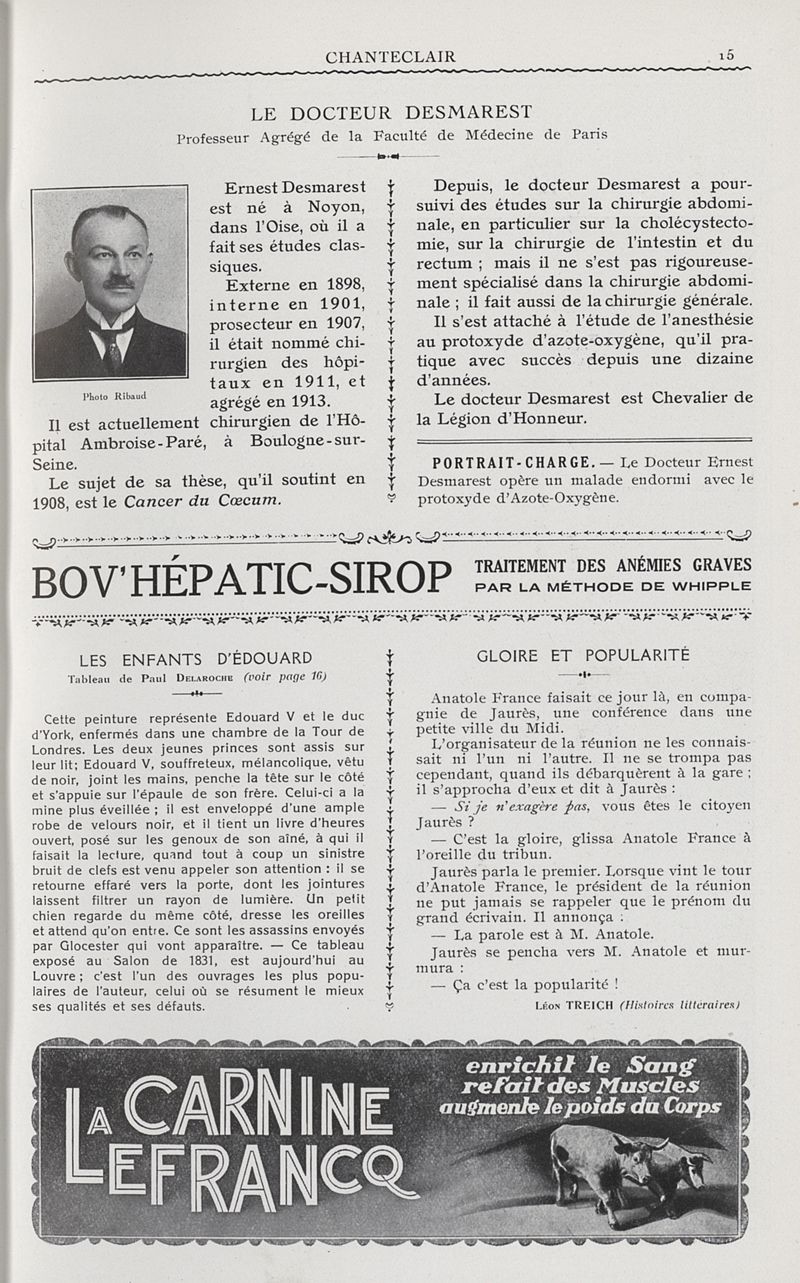 CHANTECLAIR
15
LE DOCTEUR DESMAREST
Professeur Agrégé de la Faculté de Médecine de Paris
Photo Ribaud
Ernest Desmarest
est né à Noyon,
dans l'Oise, où il a
fait ses études clas-
siques.
Externe en 1898,
interne en 1901,
prosecteur en 1907,
il était nommé chi-
rurgien des hôpi-
taux en 1911, et
agrégé en 1913.
Il est actuellement chirurgien de l'Hô-
pital Ambroise-Paré, à Boulogne-sur-
Seine.
Le sujet de sa thèse, qu'il soutint en
1908, est le Cancer du Cæcum.
Depuis, le docteur Desmarest a pour-
suivi des études sur la chirurgie abdomi-
nale, en particulier sur la cholécystecto-
mie, sur la chirurgie de l'intestin et du
rectum ; mais il ne s'est pas rigoureuse-
ment spécialisé dans la chirurgie abdomi-
nale ; il fait aussi de la chirurgie générale.
Il s'est attaché à l'étude de l'anesthésie
au protoxyde d'azote-oxygène, qu'il pra-
tique avec succès depuis une dizaine
d'années.
Le docteur Desmarest est Chevalier de
la Légion d'Honneur.
PORTRAIT-CHARGE. — Le Docteur Ernest
Desmarest opère un malade endormi avec le
protoxyde d'Azote-Oxygène.
BOV'HÉPATIC-SIROP
TRAITEMENT DES ANÉMIES GRAVES
PAR LA MÉTHODE DE WHIPPLE
LES ENFANTS D'ÉDOUARD
Tableau de Paul DELAROCHE (voir page 16)
Cette peinture représente Edouard V et le duc
d'York, enfermés dans une chambre de la Tour de
Londres. Les deux jeunes princes sont assis sur
leur lit; Edouard V, souffreteux, mélancolique, vêtu
de noir, joint les mains, penche la tête sur le côté
et s'appuie sur l'épaule de son frère. Celui-ci a la
mine plus éveillée ; il est enveloppé d'une ample
robe de velours noir, et il tient un livre d'heures
ouvert, posé sur les genoux de son aîné, à qui il
faisait la lecture, quand tout à coup un sinistre
bruit de clefs est venu appeler son attention : il se
retourne effaré vers la porte, dont les jointures
laissent filtrer un rayon de lumière. Un petit
chien regarde du même côté, dresse les oreilles
et attend qu'on entre. Ce sont les assassins envoyés
par Glocester qui vont apparaître. — Ce tableau
exposé au Salon de 1831, est aujourd'hui au
Louvre ; c'est l'un des ouvrages les plus popu-
laires de l'auteur, celui où se résument le mieux
ses qualités et ses défauts.
GLOIRE ET POPULARITÉ
Anatole France faisait ce jour là, en compa-
gnie de Jaurès, une conférence dans une
petite ville du Midi.
L'organisateur de la réunion ne les connais-
sait ni l'un ni l'autre. Il ne se trompa pas
cependant, quand ils débarquèrent à la gare ;
il s'approcha d'eux et dit à Jaurès :
— Si je n'exagère pas, vous êtes le citoyen
Jaurès ?
— C'est la gloire, glissa Anatole France à
l'oreille du tribun.
Jaurès parla le premier. Lorsque vint le tour
d'Anatole France, le président de la réunion
ne put jamais se rappeler que le prénom du
grand écrivain. Il annonça :
— La parole est à M. Anatole.
Jaurès se pencha vers M. Anatole et mur-
mura :
— Ça c'est la popularité !
LÉON TREICH (Histoires littéraires)
LA CARNINE
LEFRANCQ
enrichit le Sang
refait des Muscles
augmente le poids du Corps